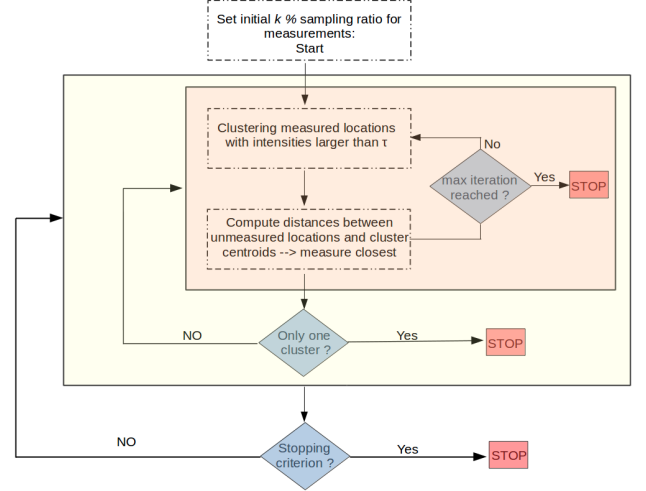 Set initial k % sampling ratio for
measurements:
Start
Clustering measured locations
with intensities larger than τ
No
max iteration
reached ?
Yes
STOP
Compute distances between
unmeasured locations and cluster
centroids --> measure closest
NO
Only one
cluster ?
Yes
STOP
NO
Stopping
criterion ?
Yes
STOP